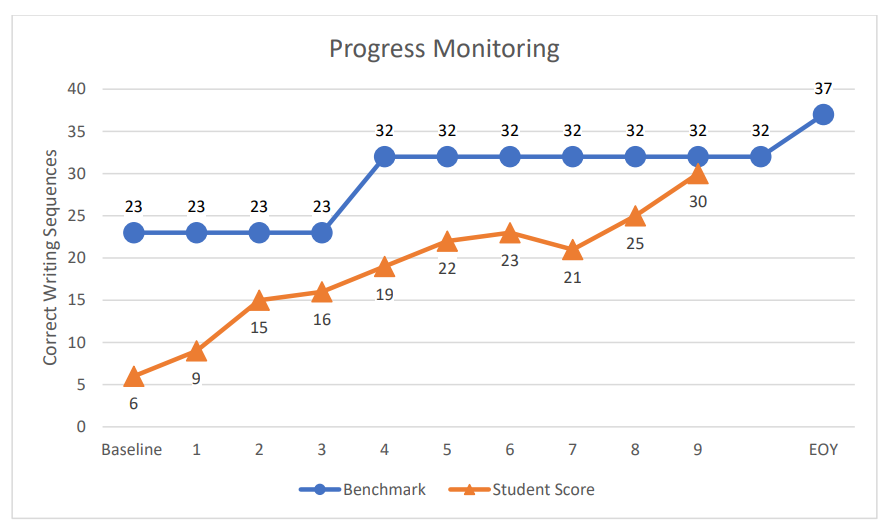 Progress Monitoring
Correct Writing Sequences
40
35
30
25
20
15
10
5
0
37
32 32 32 32 32 32 32
23 23 23 23
6 9 15 16 19 22 23 21 25 30
Baseline 1 2 3 4 5 6 7 8 9 EOY
Benchmark Student Score